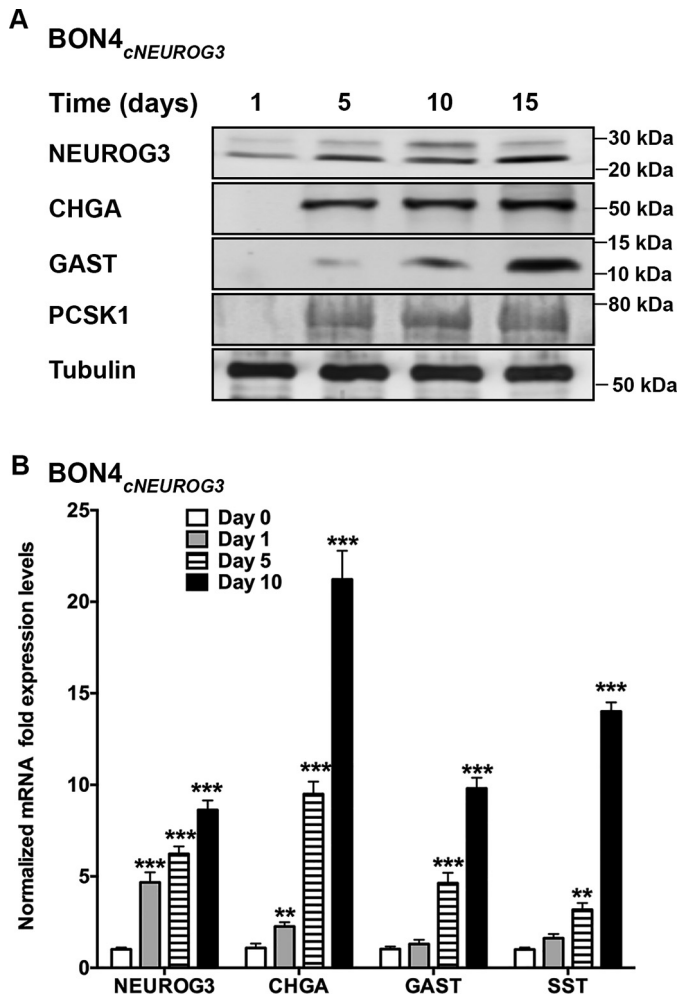 A
BON4cNEUROG3
Time (days) 1 5 10 15
NEUROG3 30 kDa
20 kDa
CHGA 50 kDa
GAST 15 kDa
10 kDa
PCSK1 80 kDa
Tubulin 50 kDa
B
BON4cNEUROG3
Normalized mRNA fold expression levels
25
20
15
10
5
0
Day 0
Day 1
Day 5
Day 10
*** *** ***
** *** ***
*** ***
** ***
NEUROG3 CHGA GAST SST